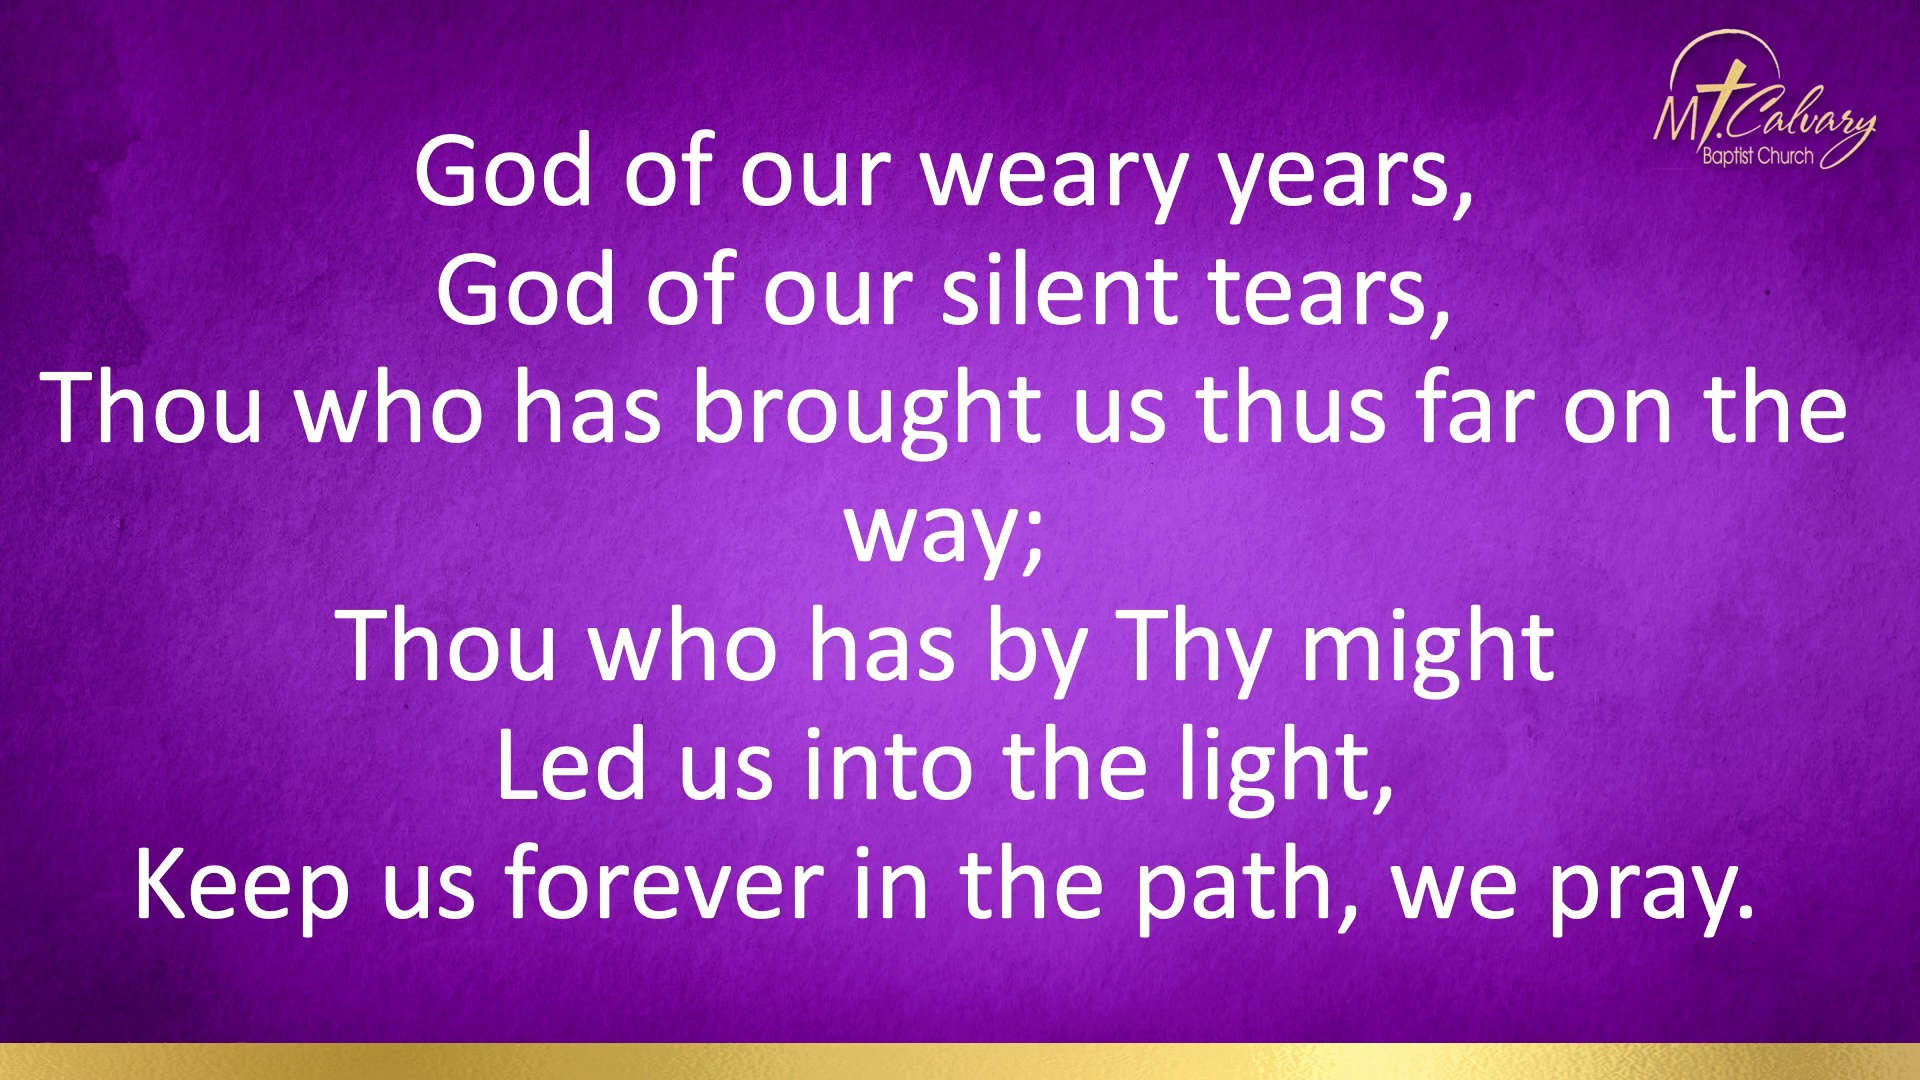 Mt. Calvary
Baptist Church
God of our weary years,
God of our silent tears,
Thou who has brought us thus far on the
way;
Thou who has by Thy might
Led us into the light,
Keep us forever in the path, we pray.